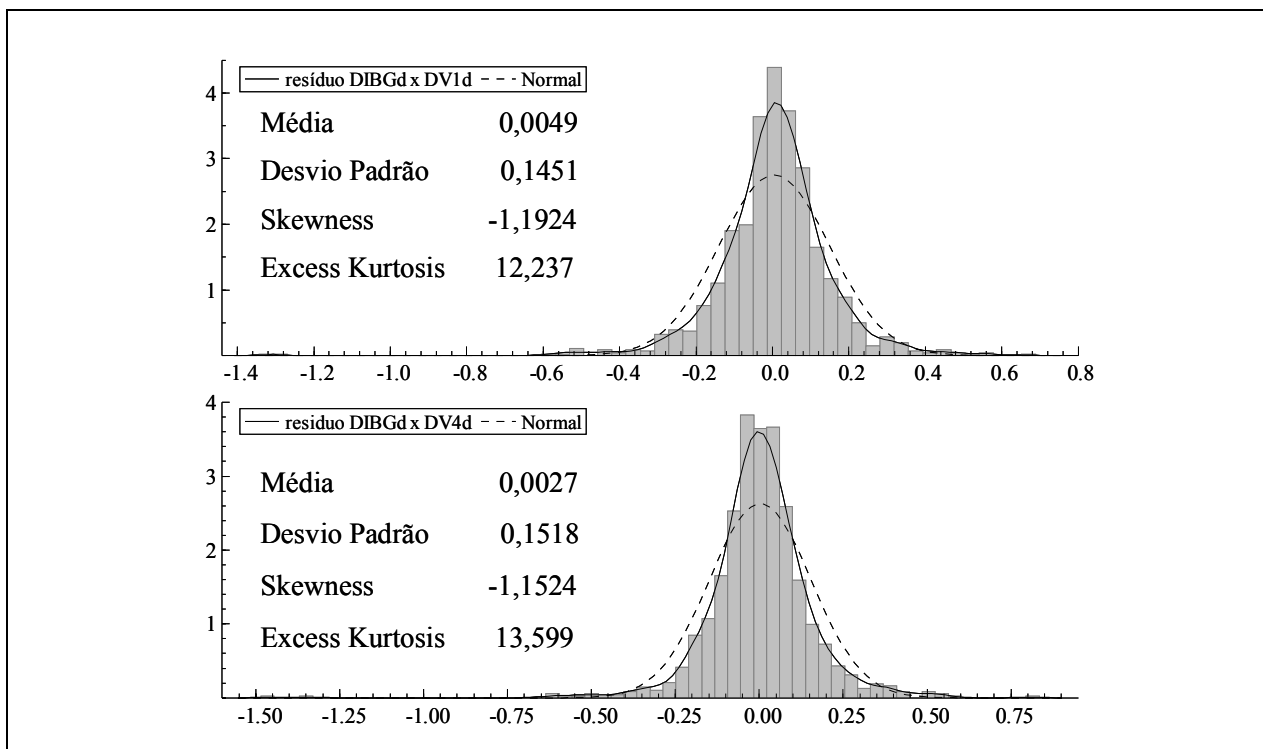 resíduo DIBGd x DV1d Normal
Média 0,0049
Desvio Padrão 0,1451
Skewness -1,1924
Excess Kurtosis 12,237
4
3
2
1
-1.4 -1.2 -1.0 -0.8 -0.6 -0.4 -0.2 0.0 0.2 0.4 0.6 0.8
resíduo DIBGd x DV4d Normal
Média 0,0027
Desvio Padrão 0,1518
Skewness -1,1524
Excess Kurtosis 13,599
4
3
2
1
-1.50 -1.25 -1.00 -0.75 -0.50 -0.25 0.00 0.25 0.50 0.75